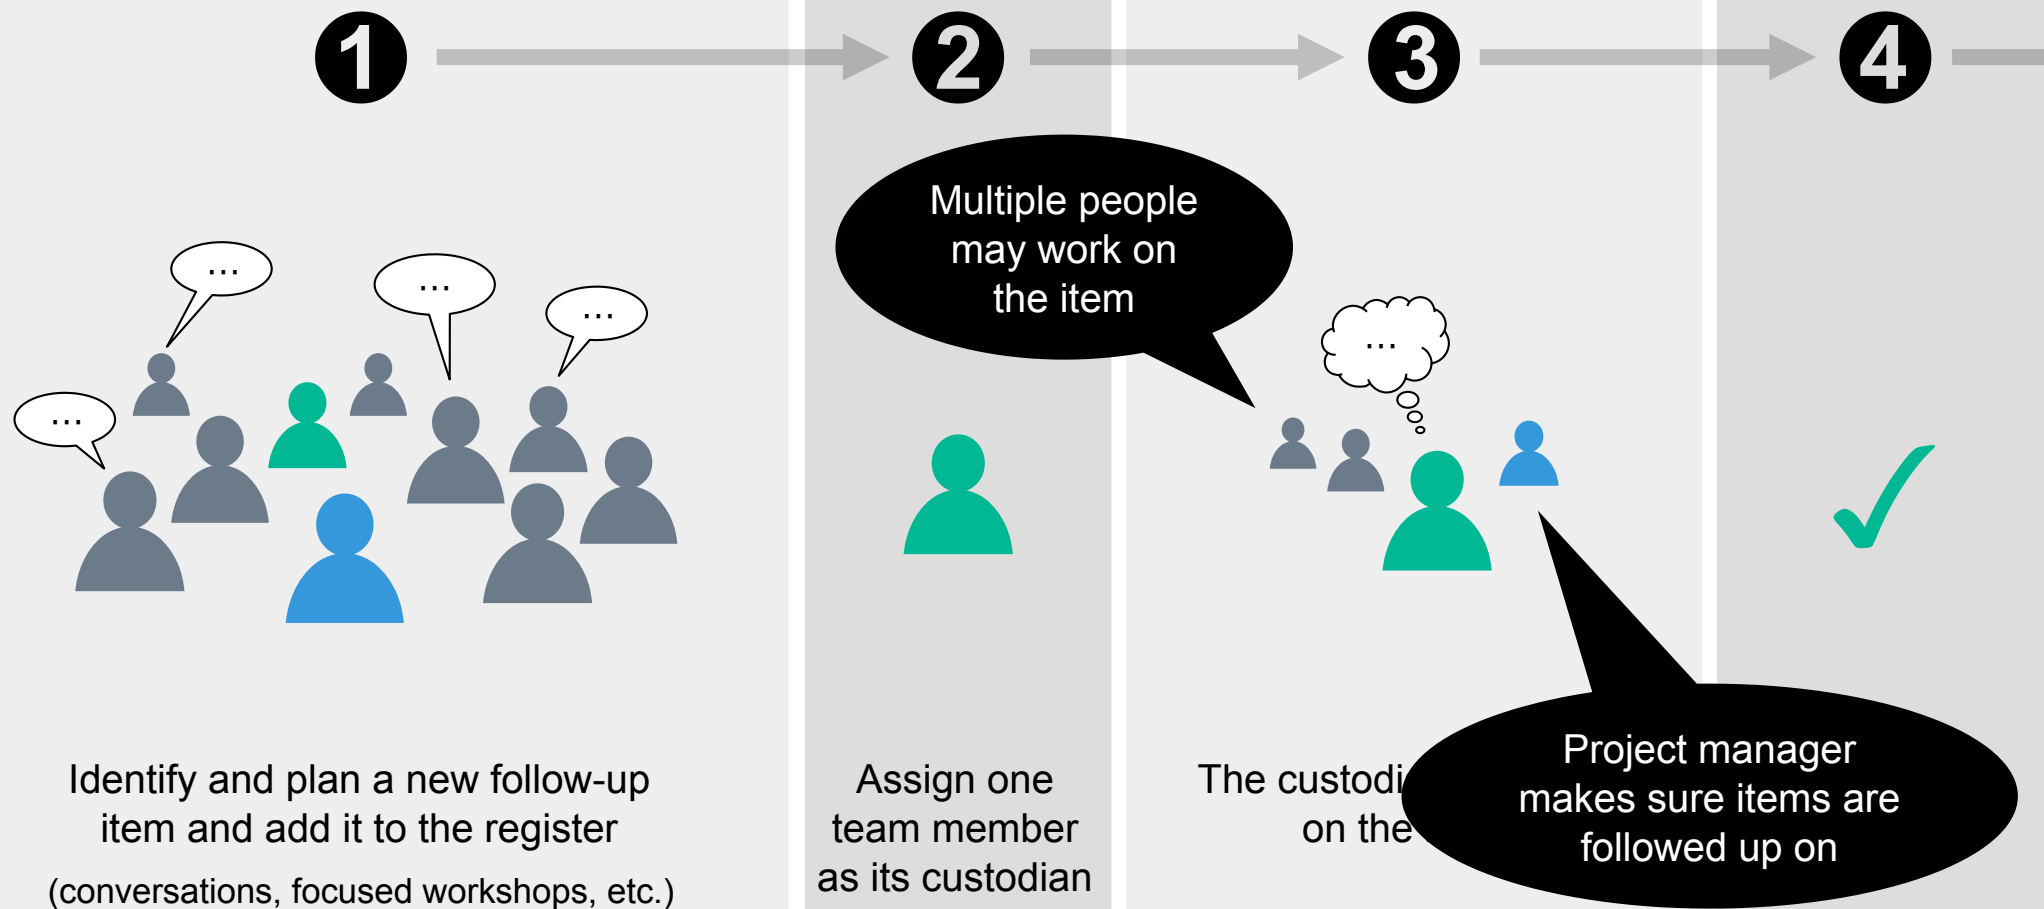 1
2
3
4
Multiple people
may work on
the item
...
...
...
...
...
Identify and plan a new follow-up
item and add it to the register
(conversations, focused workshops, etc.)
Assign one
team member
as its custodian
The
on the
Project manager
makes sure items are
followed up on